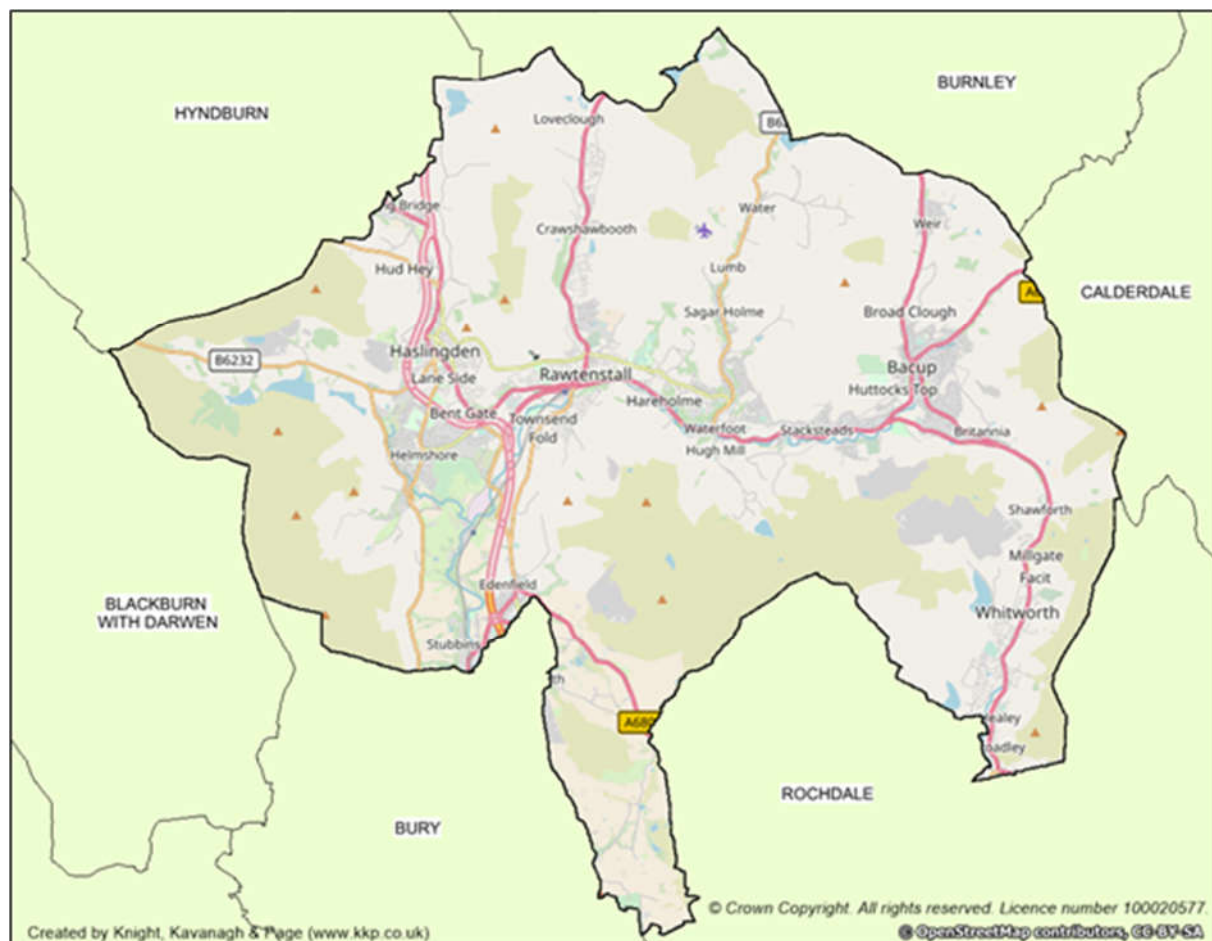 BURNLEY
HYNDBURN
Loveclough
Bridge
Water
Weir
Crawshawbooth
Hud Hey
Lumb
CALDERDALE
Sagar Holme
Broad Clough
Haslingden
B6232
Bacup
Lane Side
Rawtenstall
Huttocks Top
Hareholme
Bent Gate
Townsend
Fold
Waterfoot
Stacksteads
Britannia
Hugh Mill
Helmshore
Shawforth
Millgate
Facit
Edenfield
BLACKBURN
WITH DARWEN
Whitworth
Stubbins
A680
ROCHDALE
BURY
© Crown Copyright. All rights reserved. Licence number 100020577.
Created by Knight, Kavanagh & Page (www.kkp.co.uk)
© OpenStreetMap contributors, CC-BY-SA